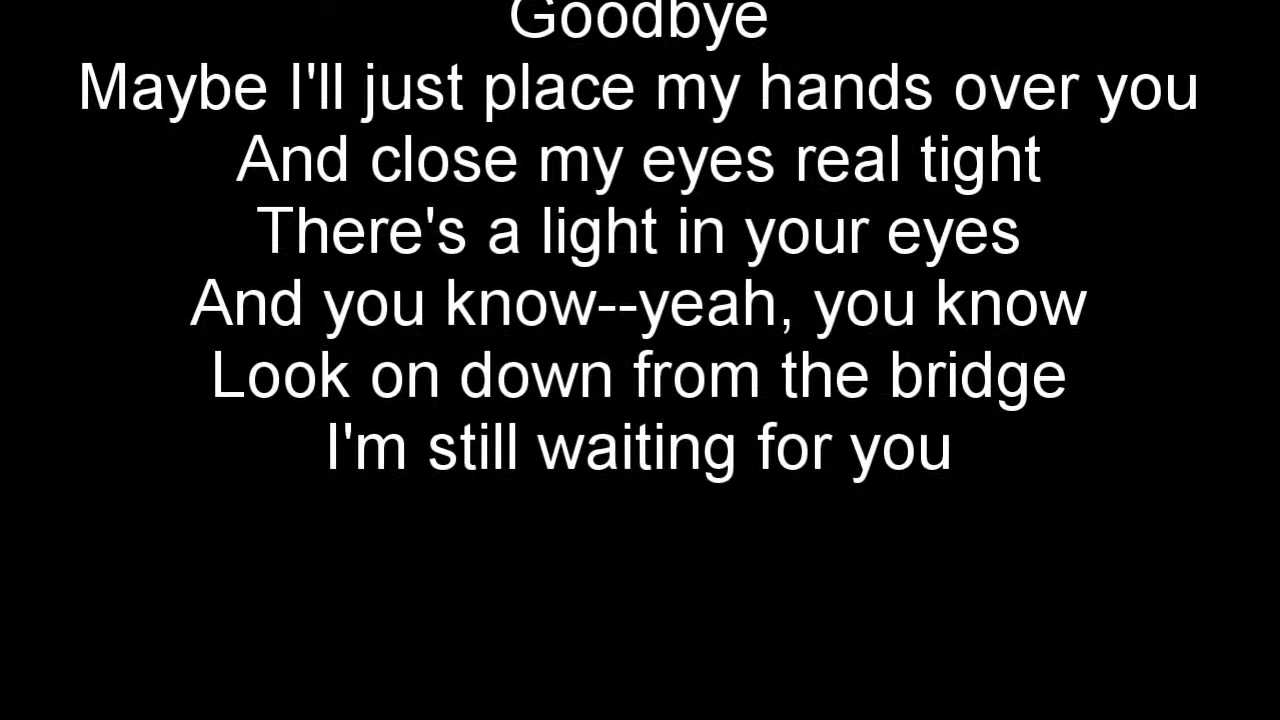 Goodbye
Maybe I'll just place my hands over you
And close my eyes real tight
There's a light in your eyes
And you know--yeah, you know
Look on down from the bridge
I'm still waiting for you